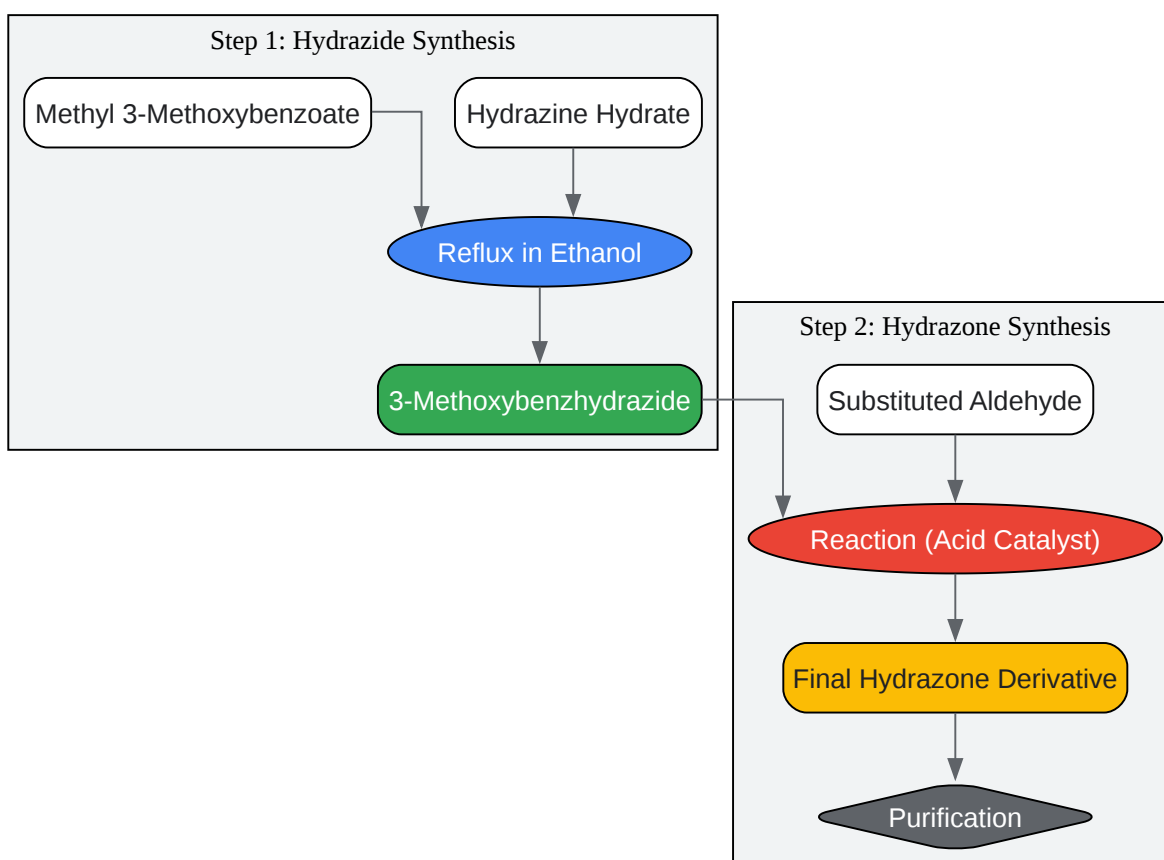 Step 1: Hydrazide Synthesis
Methyl 3-Methoxybenzoate
Hydrazine Hydrate
Reflux in Ethanol
3-Methoxybenzhydrazide
Step 2: Hydrazone Synthesis
Substituted Aldehyde
Reaction (Acid Catalyst)
Final Hydrazone Derivative
Purification